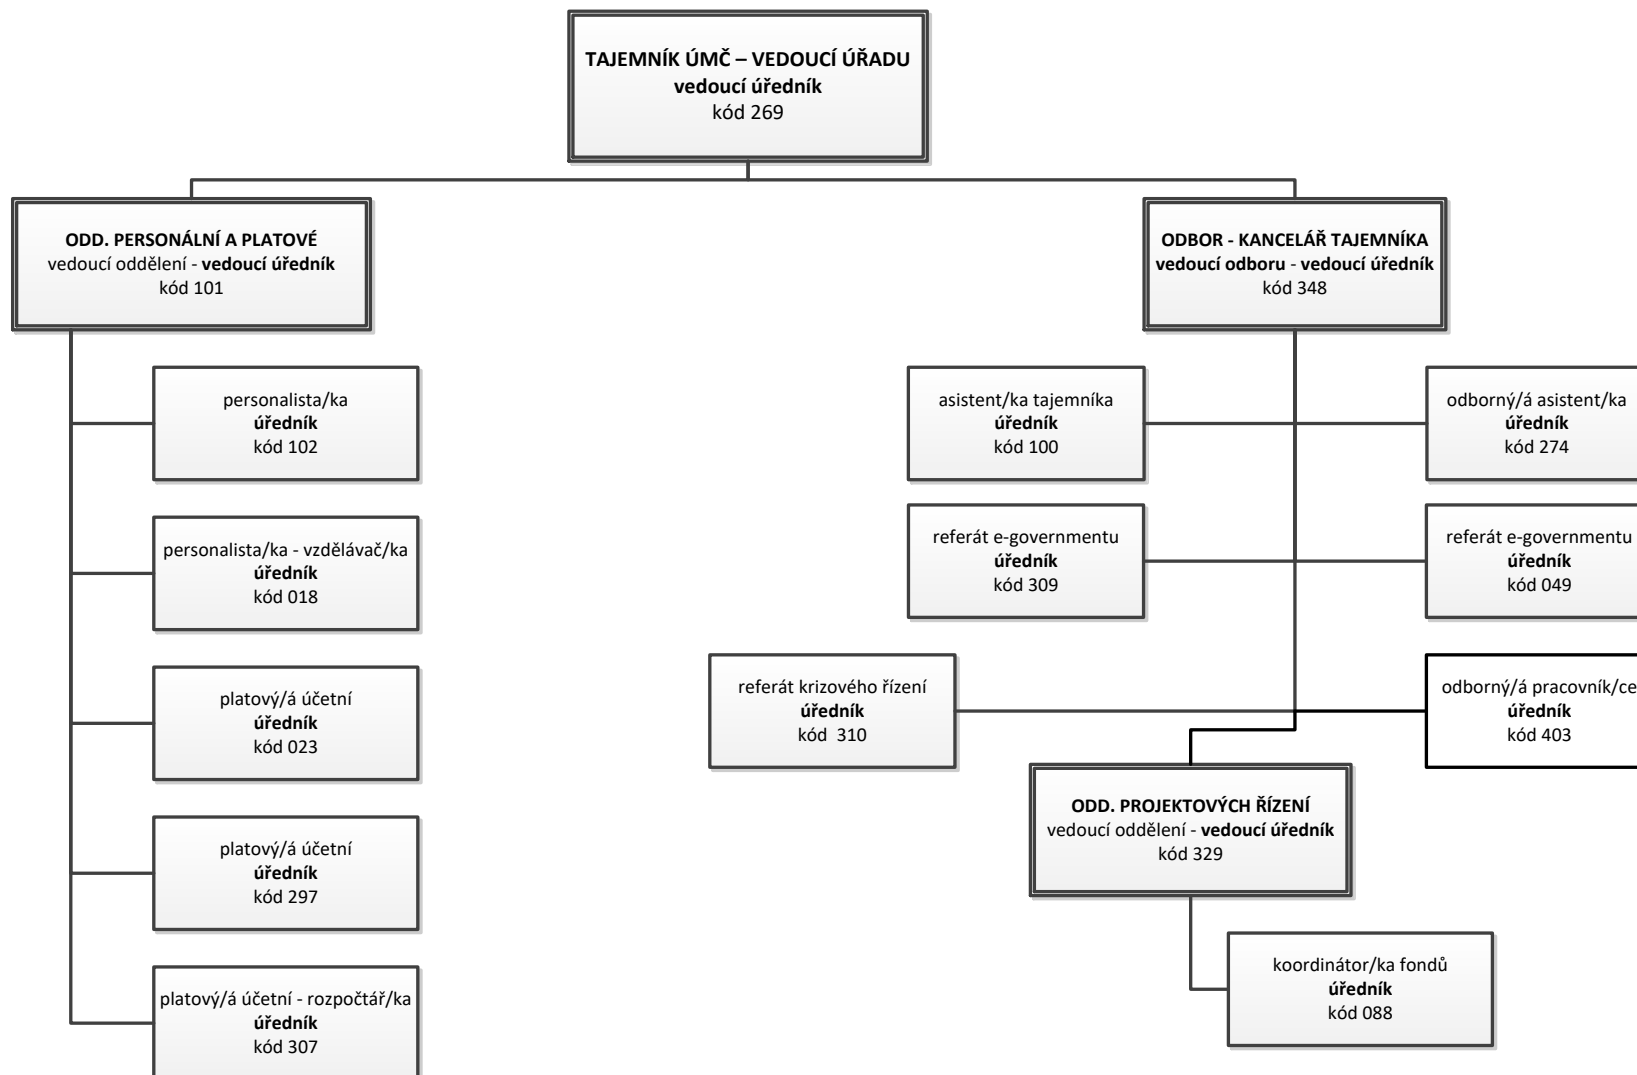 TAJEMNÍK ÚMČ – VEDOUCÍ ÚŘADU
vedoucí úředník
kód 269
ODD. PERSONÁLNÍ A PLATOVÉ
vedoucí oddělení - vedoucí úředník
kód 101
personalista/ka
úředník
kód 102
personalista/ka - vzdělávač/ka
úředník
kód 018
platový/á účetní
úředník
kód 023
platový/á účetní
úředník
kód 297
platový/á účetní - rozpočtář/ka
úředník
kód 307
ODBOR - KANCELÁŘ TAJEMNÍKA
vedoucí odboru - vedoucí úředník
kód 348
asistent/ka tajemníka
úředník
kód 100
odborný/á asistent/ka
úředník
kód 274
referát e-governmentu
úředník
kód 309
referát e-governmentu
úředník
kód 049
referát krizového řízení
úředník
kód  310
odborný/á pracovník/ce
úředník
kód 403
ODD. PROJEKTOVÝCH ŘÍZENÍ
vedoucí oddělení - vedoucí úředník
kód 329
koordinátor/ka fondů
úředník
kód 088